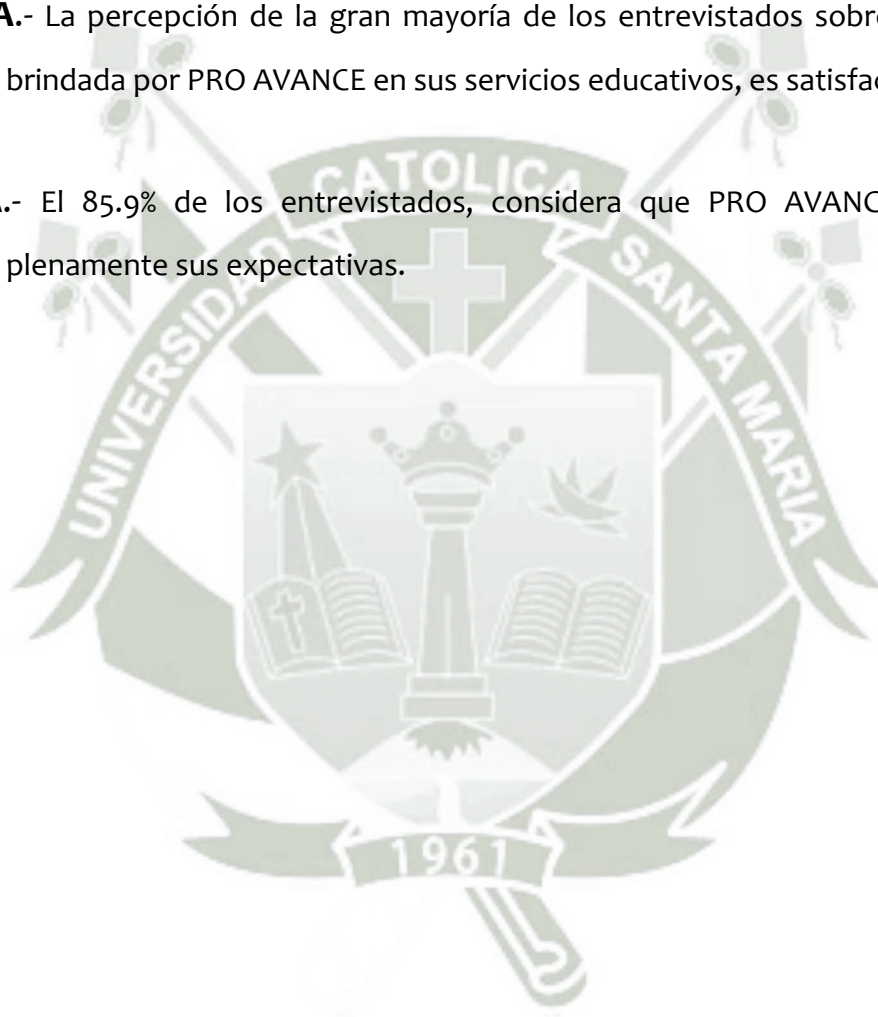 A.- La percepción de la gran mayoría de los entrevistados sobre
brindada por PRO AVANCE en sus servicios educativos, es satisfac
A.- El 85.9% de los entrevistados, considera que PRO AVANC
plenamente sus expectativas.
UNIVERSIDAD CATOLICA SANTA MARIA
1961